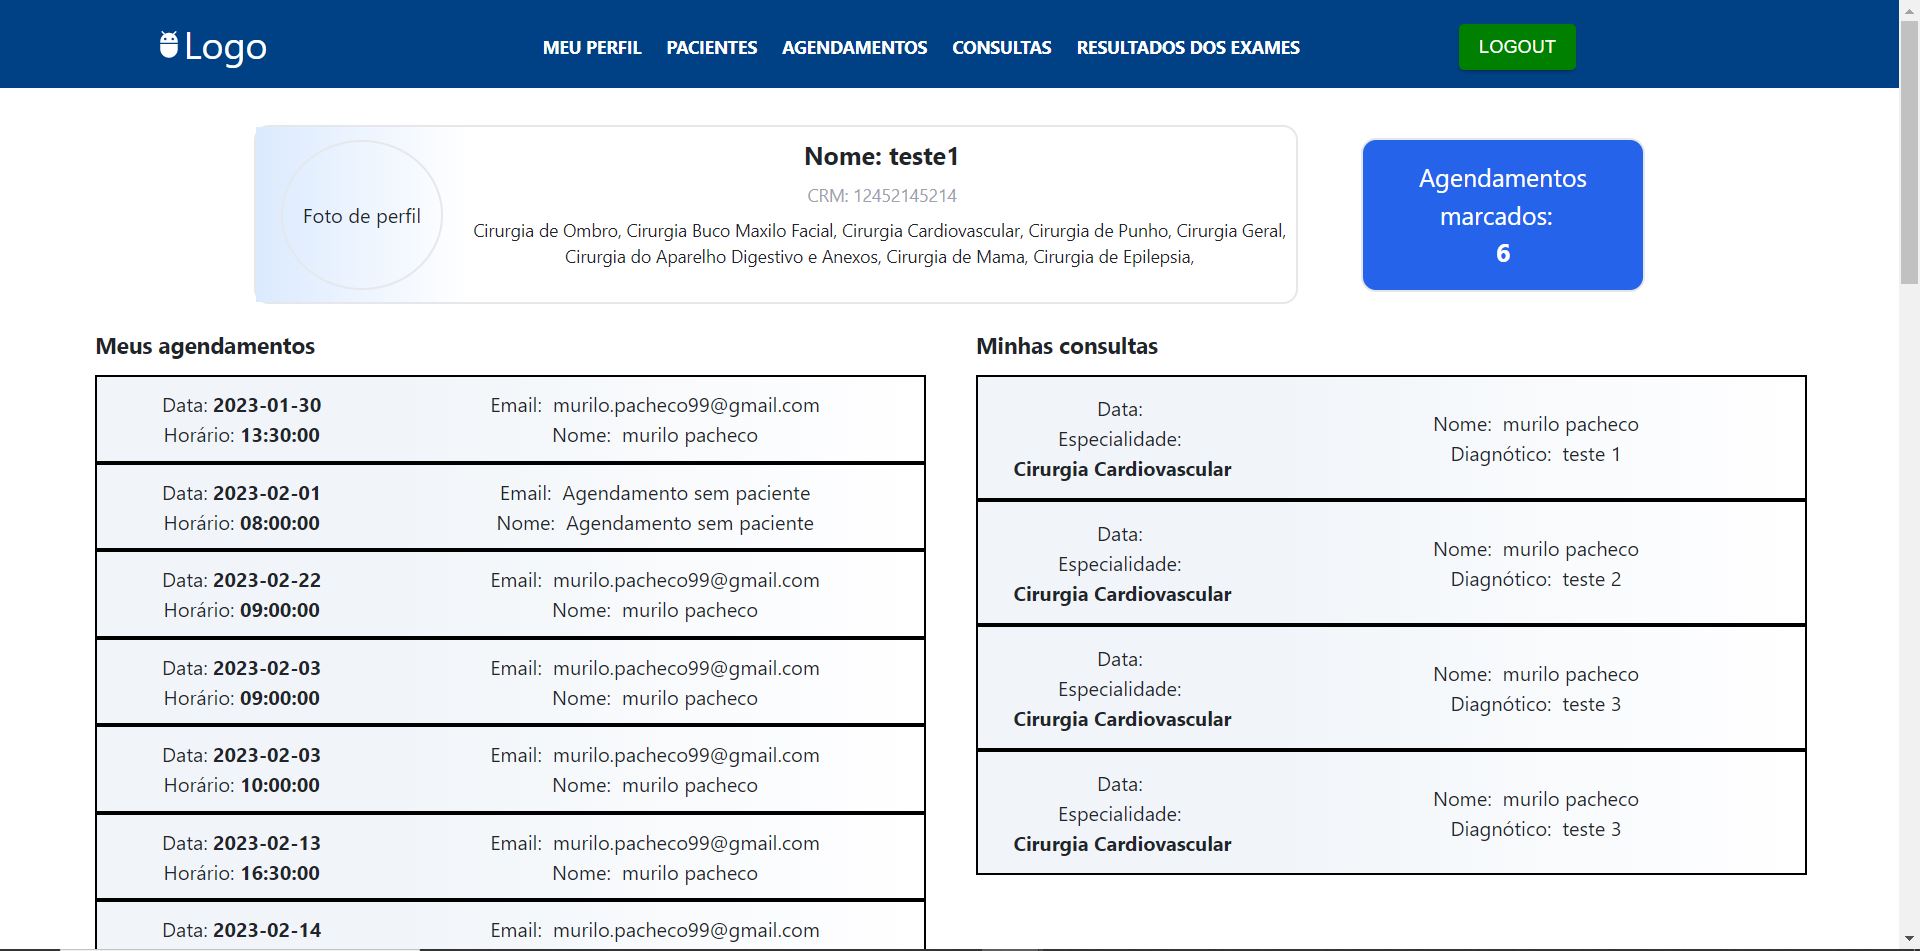 Logo
MEU PERFIL PACIENTES AGENDAMENTOS CONSULTAS RESULTADOS DOS EXAMES
LOGOUT
Foto de perfil
Nome: teste1
CRM: 12452145214
Cirurgia de Ombro, Cirurgia Buco Maxilo Facial, Cirurgia Cardiovascular, Cirurgia de Punho, Cirurgia Geral,
Cirurgia do Aparelho Digestivo e Anexos, Cirurgia de Mama, Cirurgia de Epilepsia,
Agendamentos
marcados:
6
Meus agendamentos
Data: 2023-01-30
Horário: 13:30:00
Email: murilo.pacheco99@gmail.com
Nome: murilo pacheco
Data: 2023-02-01
Horário: 08:00:00
Email: Agendamento sem paciente
Nome: Agendamento sem paciente
Data: 2023-02-22
Horário: 09:00:00
Email: murilo.pacheco99@gmail.com
Nome: murilo pacheco
Data: 2023-02-03
Horário: 09:00:00
Email: murilo.pacheco99@gmail.com
Nome: murilo pacheco
Data: 2023-02-03
Horário: 10:00:00
Email: murilo.pacheco99@gmail.com
Nome: murilo pacheco
Data: 2023-02-13
Horário: 16:30:00
Email: murilo.pacheco99@gmail.com
Nome: murilo pacheco
Data: 2023-02-14
Email: murilo.pacheco99@gmail.com
Minhas consultas
Data:
Especialidade:
Cirurgia Cardiovascular
Nome: murilo pacheco
Diagnótico: teste 1
Data:
Especialidade:
Cirurgia Cardiovascular
Nome: murilo pacheco
Diagnótico: teste 2
Data:
Especialidade:
Cirurgia Cardiovascular
Nome: murilo pacheco
Diagnótico: teste 3
Data:
Especialidade:
Cirurgia Cardiovascular
Nome: murilo pacheco
Diagnótico: teste 3